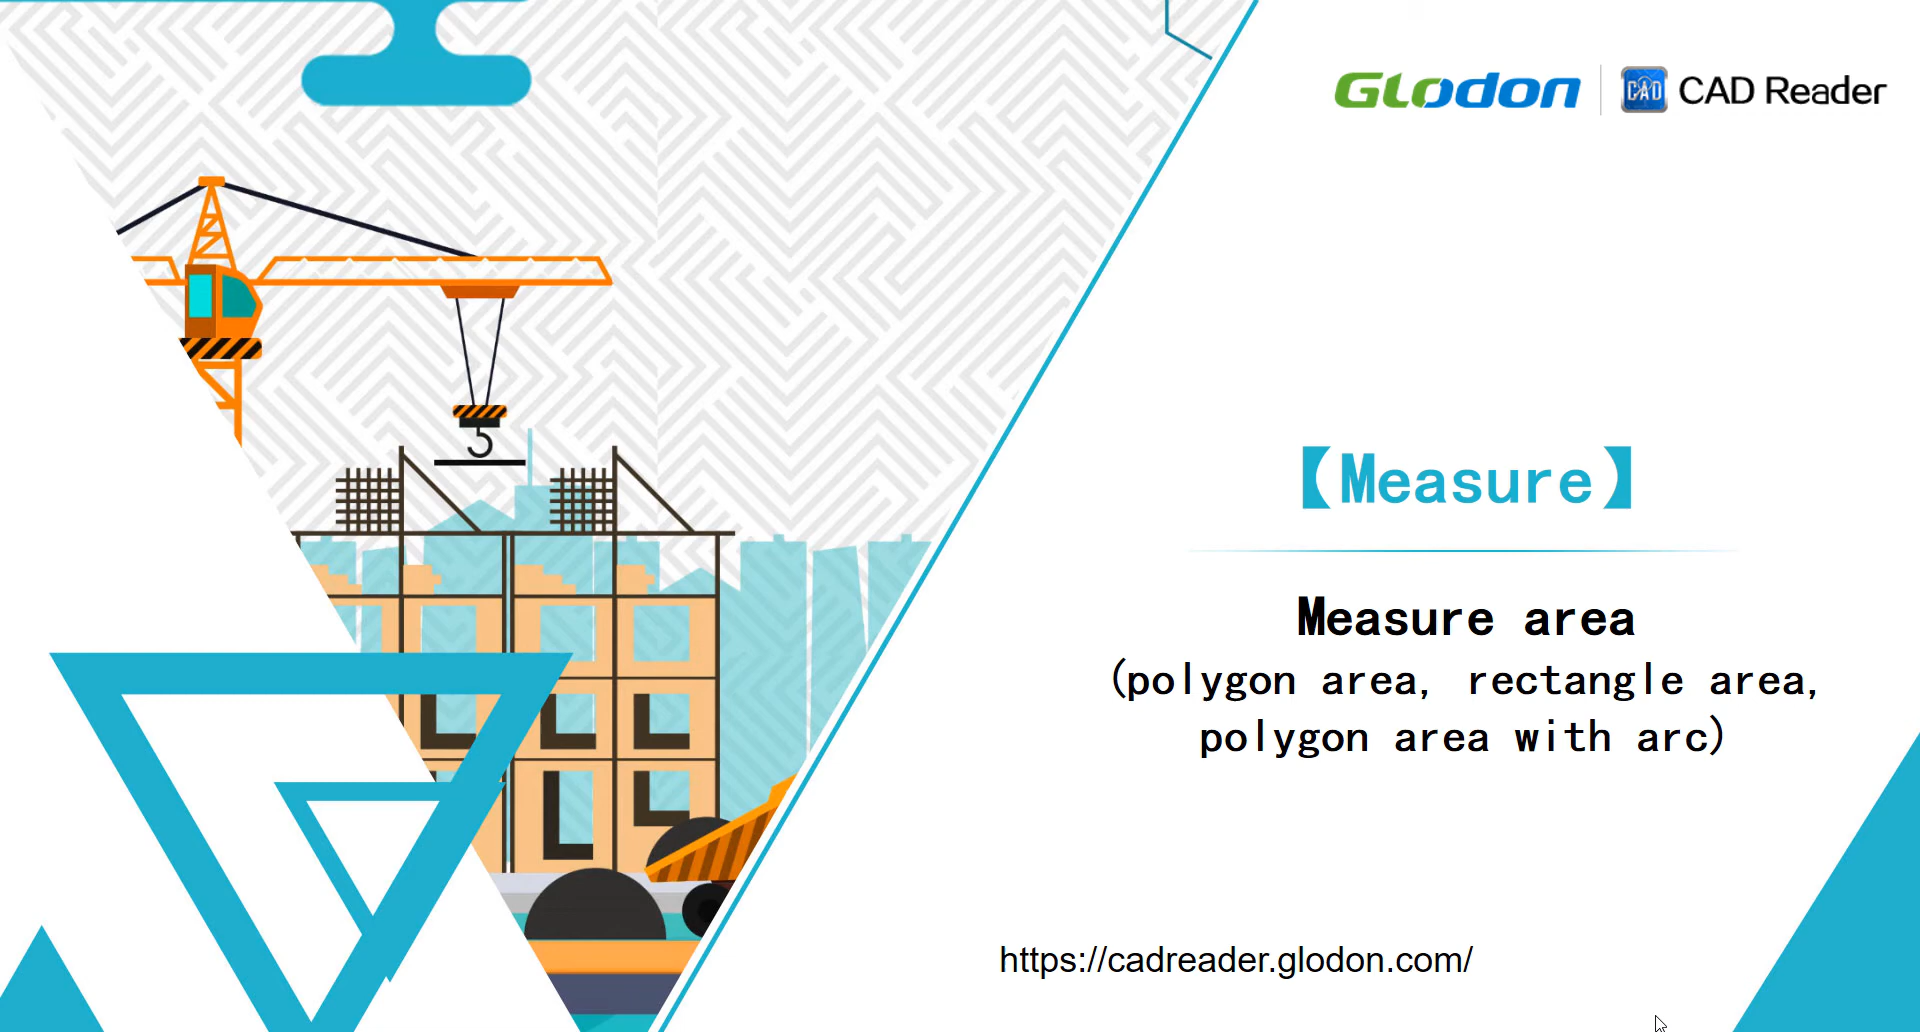 GLodon
CAD
CAD Reader
【Measure】
Measure area
(polygon area, rectangle area,
polygon area with arc)
https://cadreader.glodon.com/